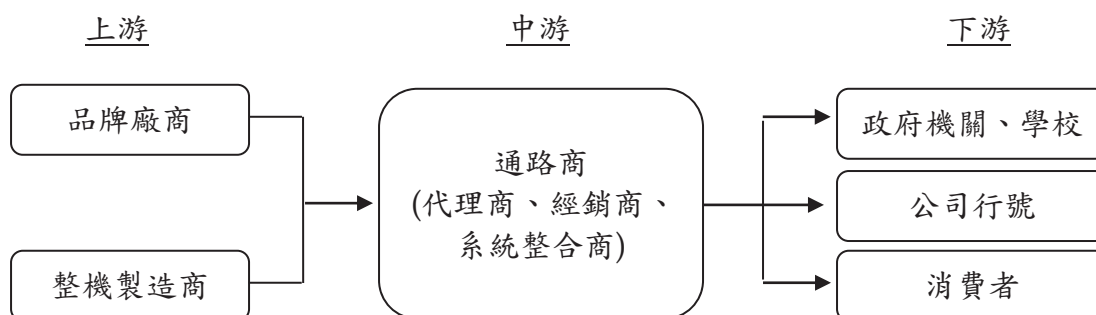 上游
中游
下游
品牌廠商
整機製造商
通路商
(代理商、經銷商、
系統整合商)
政府機關、學校
公司行號
消費者